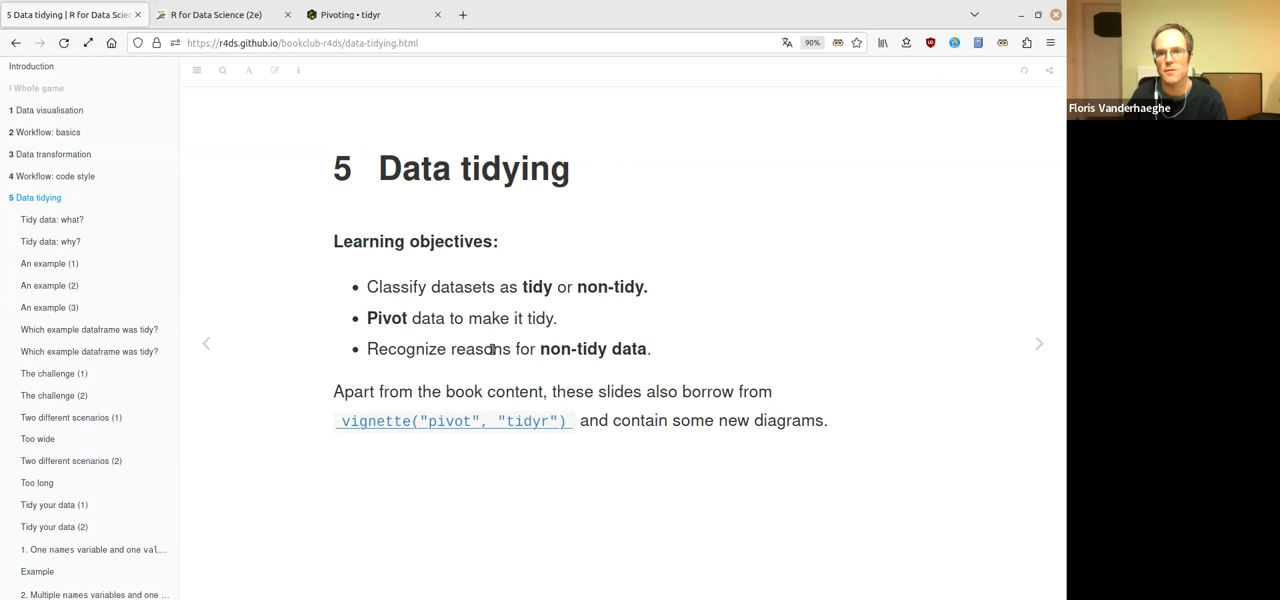 5 Data tidying | R for Data Scien
R for Data Science (2e)
Pivoting • tidyr
https://r4ds.github.io/bookclub-r4ds/data-tidying.html
90%
Introduction
I Whole game
1 Data visualisation
2 Workflow: basics
3 Data transformation
4 Workflow: code style
5 Data tidying
Tidy data: what?
Tidy data: why?
An example (1)
An example (2)
An example (3)
Which example dataframe was tidy?
Which example dataframe was tidy?
The challenge (1)
The challenge (2)
Two different scenarios (1)
Too wide
Two different scenarios (2)
Too long
Tidy your data (1)
Tidy your data (2)
1. One names variable and one val...
Example
2. Multiple names variables and one ...
5 Data tidying
Learning objectives:
• Classify datasets as tidy or non-tidy.
• Pivot data to make it tidy.
• Recognize reasons for non-tidy data.
Apart from the book content, these slides also borrow from
vignette("pivot", "tidyr") and contain some new diagrams.
Floris Vanderhaeghe